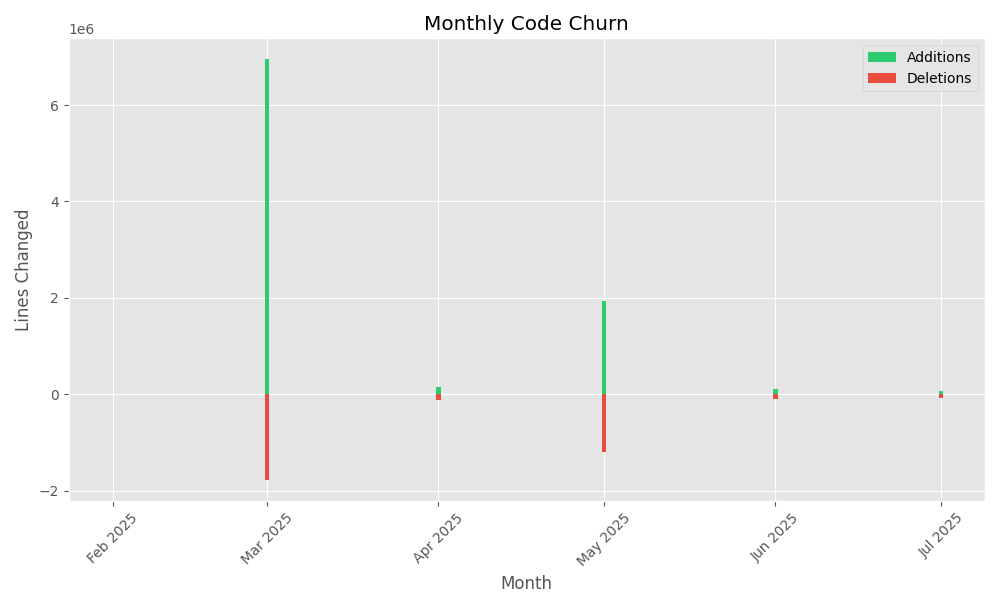 Monthly Code Churn
1e6
Additions
Deletions
6
4
2
0
−2
Lines Changed
Feb 2025
Mar 2025
Apr 2025
May 2025
Jun 2025
Jul 2025
Month